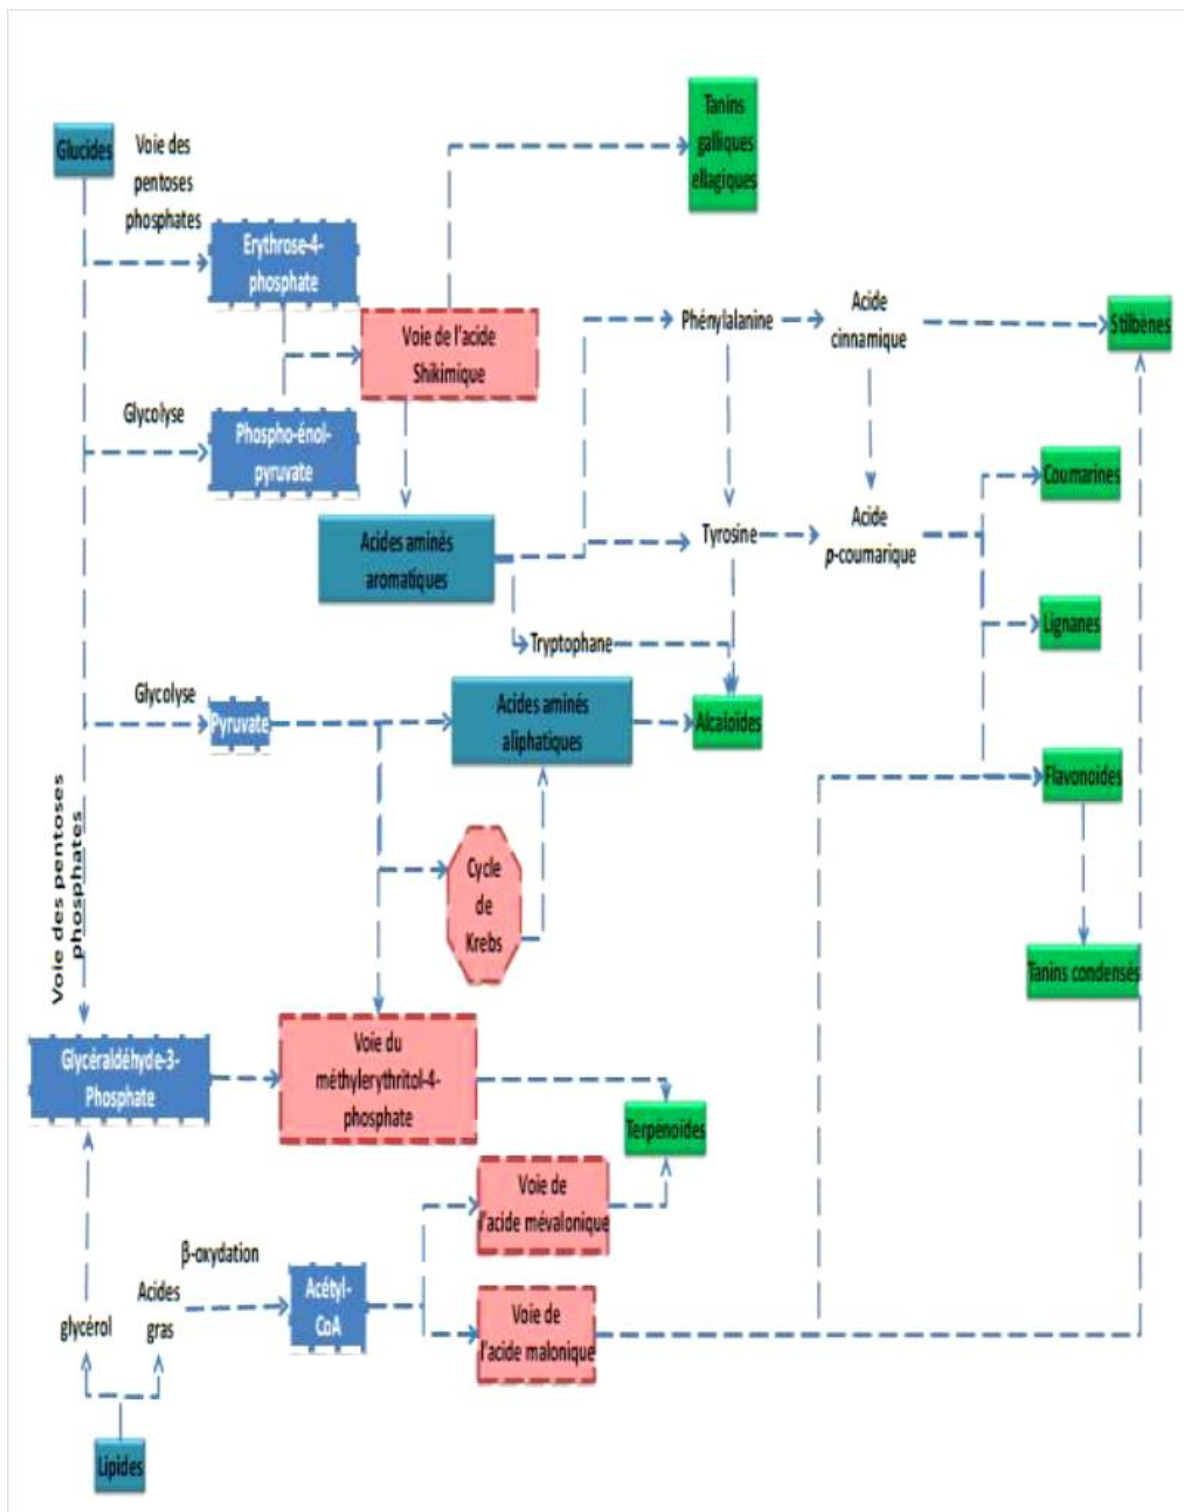 Tanins
galliques
ellagiques
Glucides
Voie des
pentoses
phosphates
Erythrose-4-
phosphate
Voie de l'acide
Shikimique
Phénylalanine
Acide
cinnamique
Stilbènes
Glycolyse
Phospho-énol-
pyruvate
Coumarines
Acides aminés
aromatiques
Tyrosine
Acide
p-coumarique
Lignanes
Tryptophane
Glycolyse
Pyruvate
Acides aminés
aliphatiques
Alcaloïdes
Flavonoides
Voie des pentoses
phosphates
Cycle
de
Krebs
Tanins condensés
Glycéraldéhyde-3-
Phosphate
Voie du
méthylerythritol-4-
phosphate
Terpénoides
Voie de
l'acide mévalonique
β-oxydation
Acides
gras
glycérol
Acétyl-
CoA
Voie de
l'acide malonique
Lipides